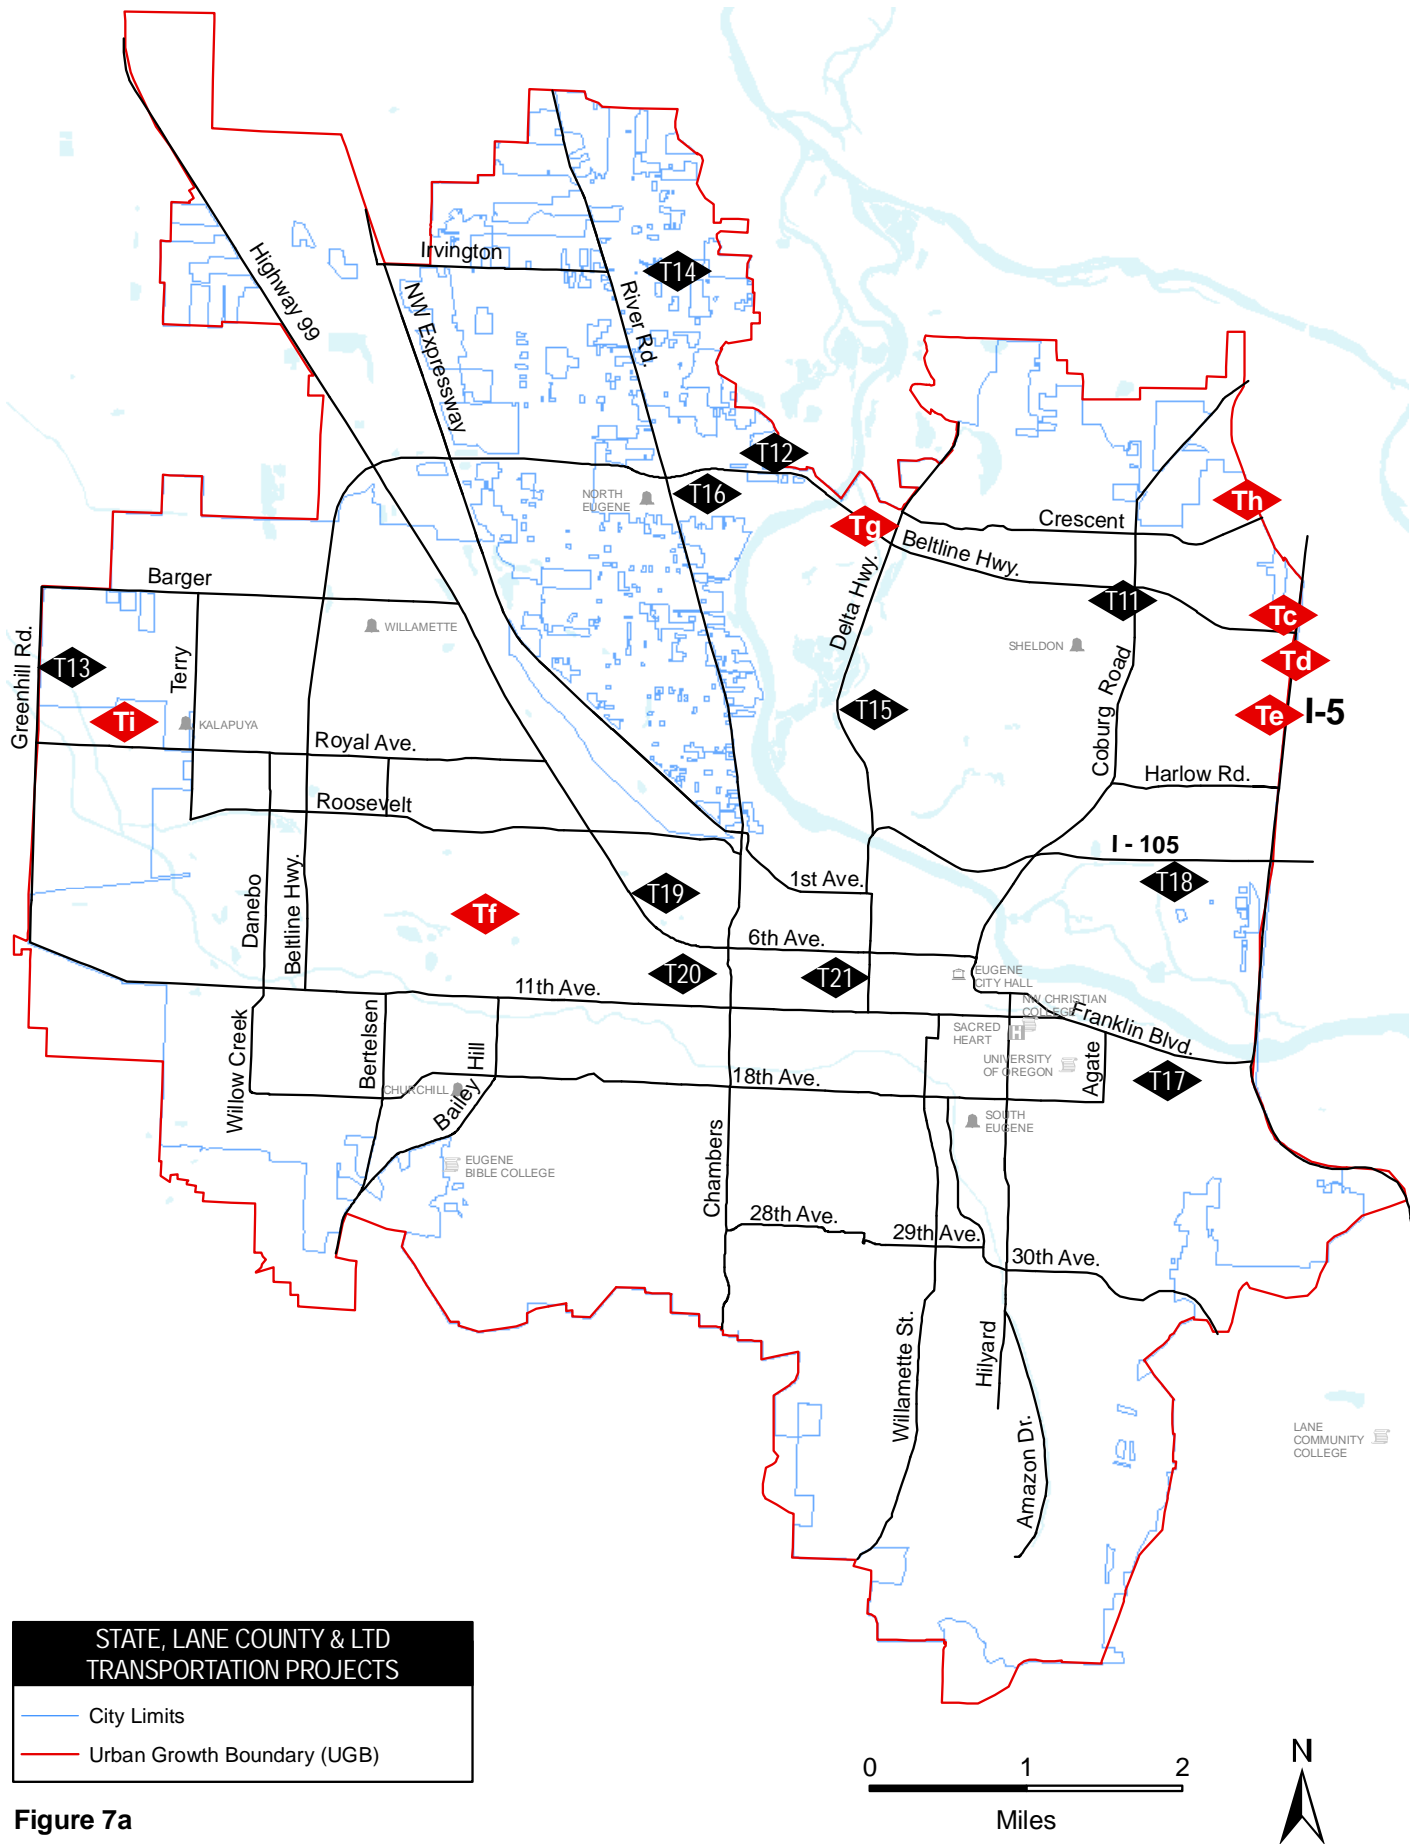 Irvington
T14
Highway 99
NW Expressway
River Rd.
T12
T16
NORTH
EUGENE
Tg
Th
Crescent
Beltline Hwy.
Delta Hwy.
T11
Tc
Td
Te
I-5
Barger
WILLAMETTE
SHELDON
Greenhill Rd.
T13
Terry
Ti
KALAPUYA
T15
Coburg Road
Royal Ave.
Harlow Rd.
Roosevelt
I - 105
T18
1st Ave.
T19
Danebo
Beltline Hwy.
Tf
6th Ave.
T20
T21
EUGENE
CITY HALL
11th Ave.
NW CHRISTIAN
COLLEGE
SACRED
HEART
Franklin Blvd.
UNIVERSITY
OF OREGON
Agate
T17
Willow Creek
Bertelsen
Bailey Hill
CHURCHILL
18th Ave.
SOUTH
EUGENE
EUGENE
BIBLE COLLEGE
Chambers
28th Ave.
29th Ave.
30th Ave.
Willamette St.
Hilyard
Amazon Dr.
LANE
COMMUNITY
COLLEGE
STATE, LANE COUNTY & LTD
TRANSPORTATION PROJECTS
City Limits
Urban Growth Boundary (UGB)
Figure 7a
0 1 2
Miles
N